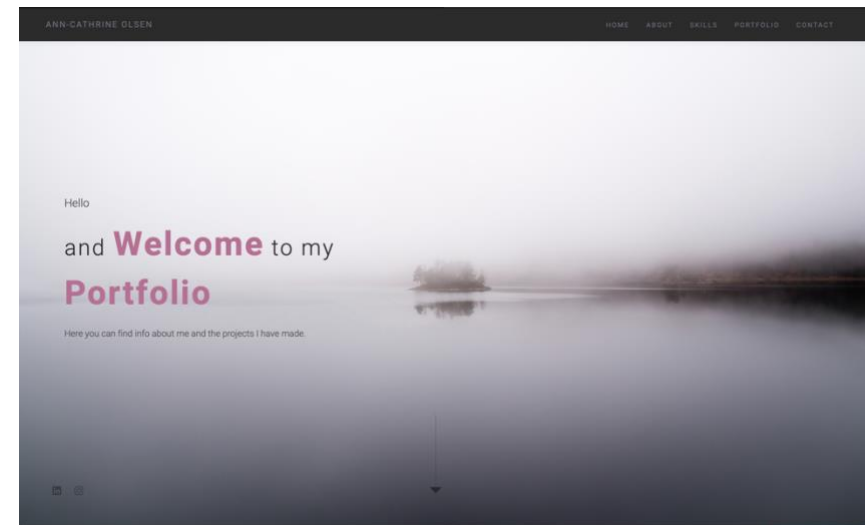 ANN-CATHRINE OLSEN
HOME ABOUT SKILLS PORTFOLIO CONTACT
Hello
and Welcome to my
Portfolio
Here you can find info about me and the projects I have made.